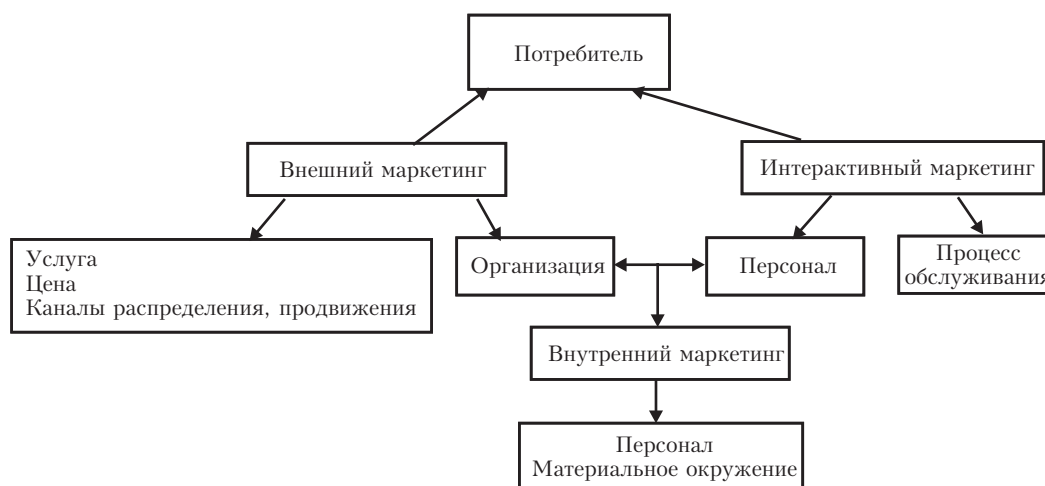 Потребитель
Внешний маркетинг
Интерактивный маркетинг
Услуга
Цена
Каналы распределения, продвижения
Организация
Персонал
Процесс
обслуживания
Внутренний маркетинг
Персонал
Материальное окружение